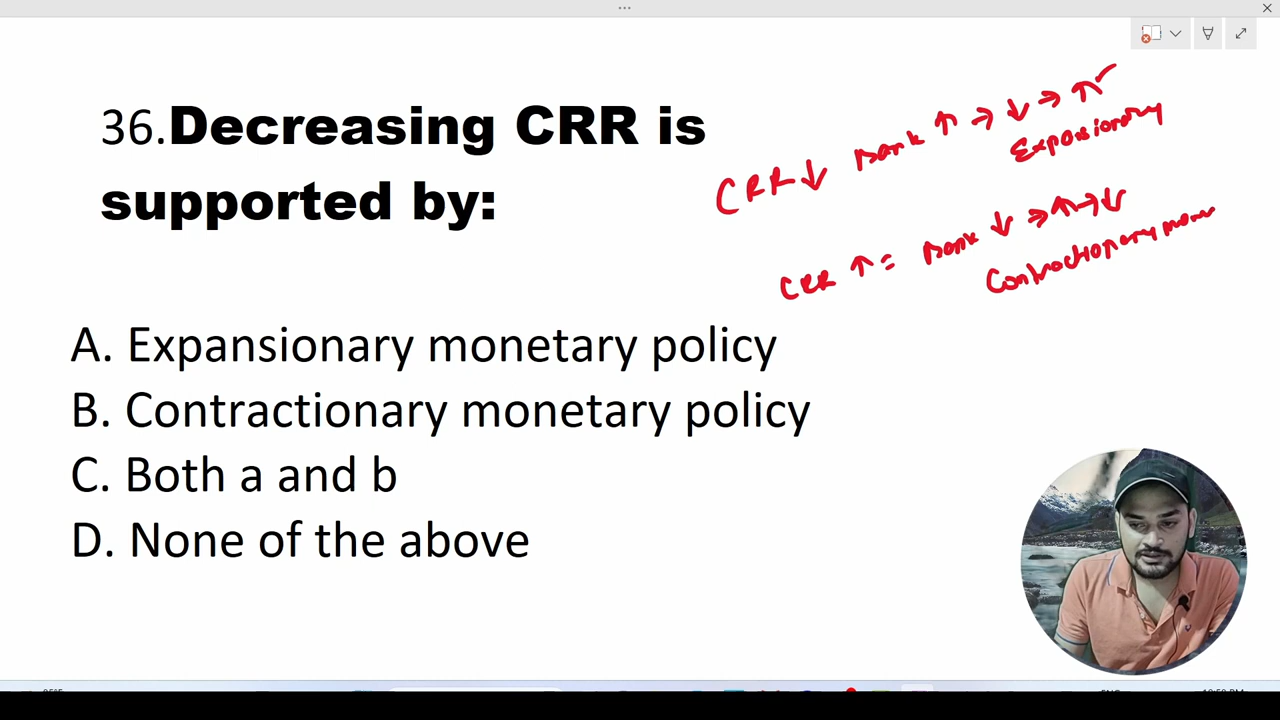 36.Decreasing CRR is
supported by:
CRR↓ Bank ↑ → ↓ → ↑
Expansionary
CRR ↑ = Bank ↓ → ↑ → ↓
Contractionary
A. Expansionary monetary policy
B. Contractionary monetary policy
C. Both a and b
D. None of the above